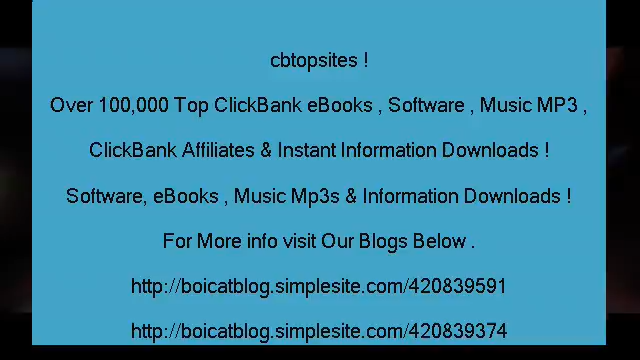 cbtopsites !
Over 100,000 Top ClickBank eBooks , Software , Music MP3 ,
ClickBank Affiliates & Instant Information Downloads !
Software, eBooks , Music Mp3s & Information Downloads !
For More info visit Our Blogs Below .
http://boicatblog.simplesite.com/420839591
http://boicatblog.simplesite.com/420839374